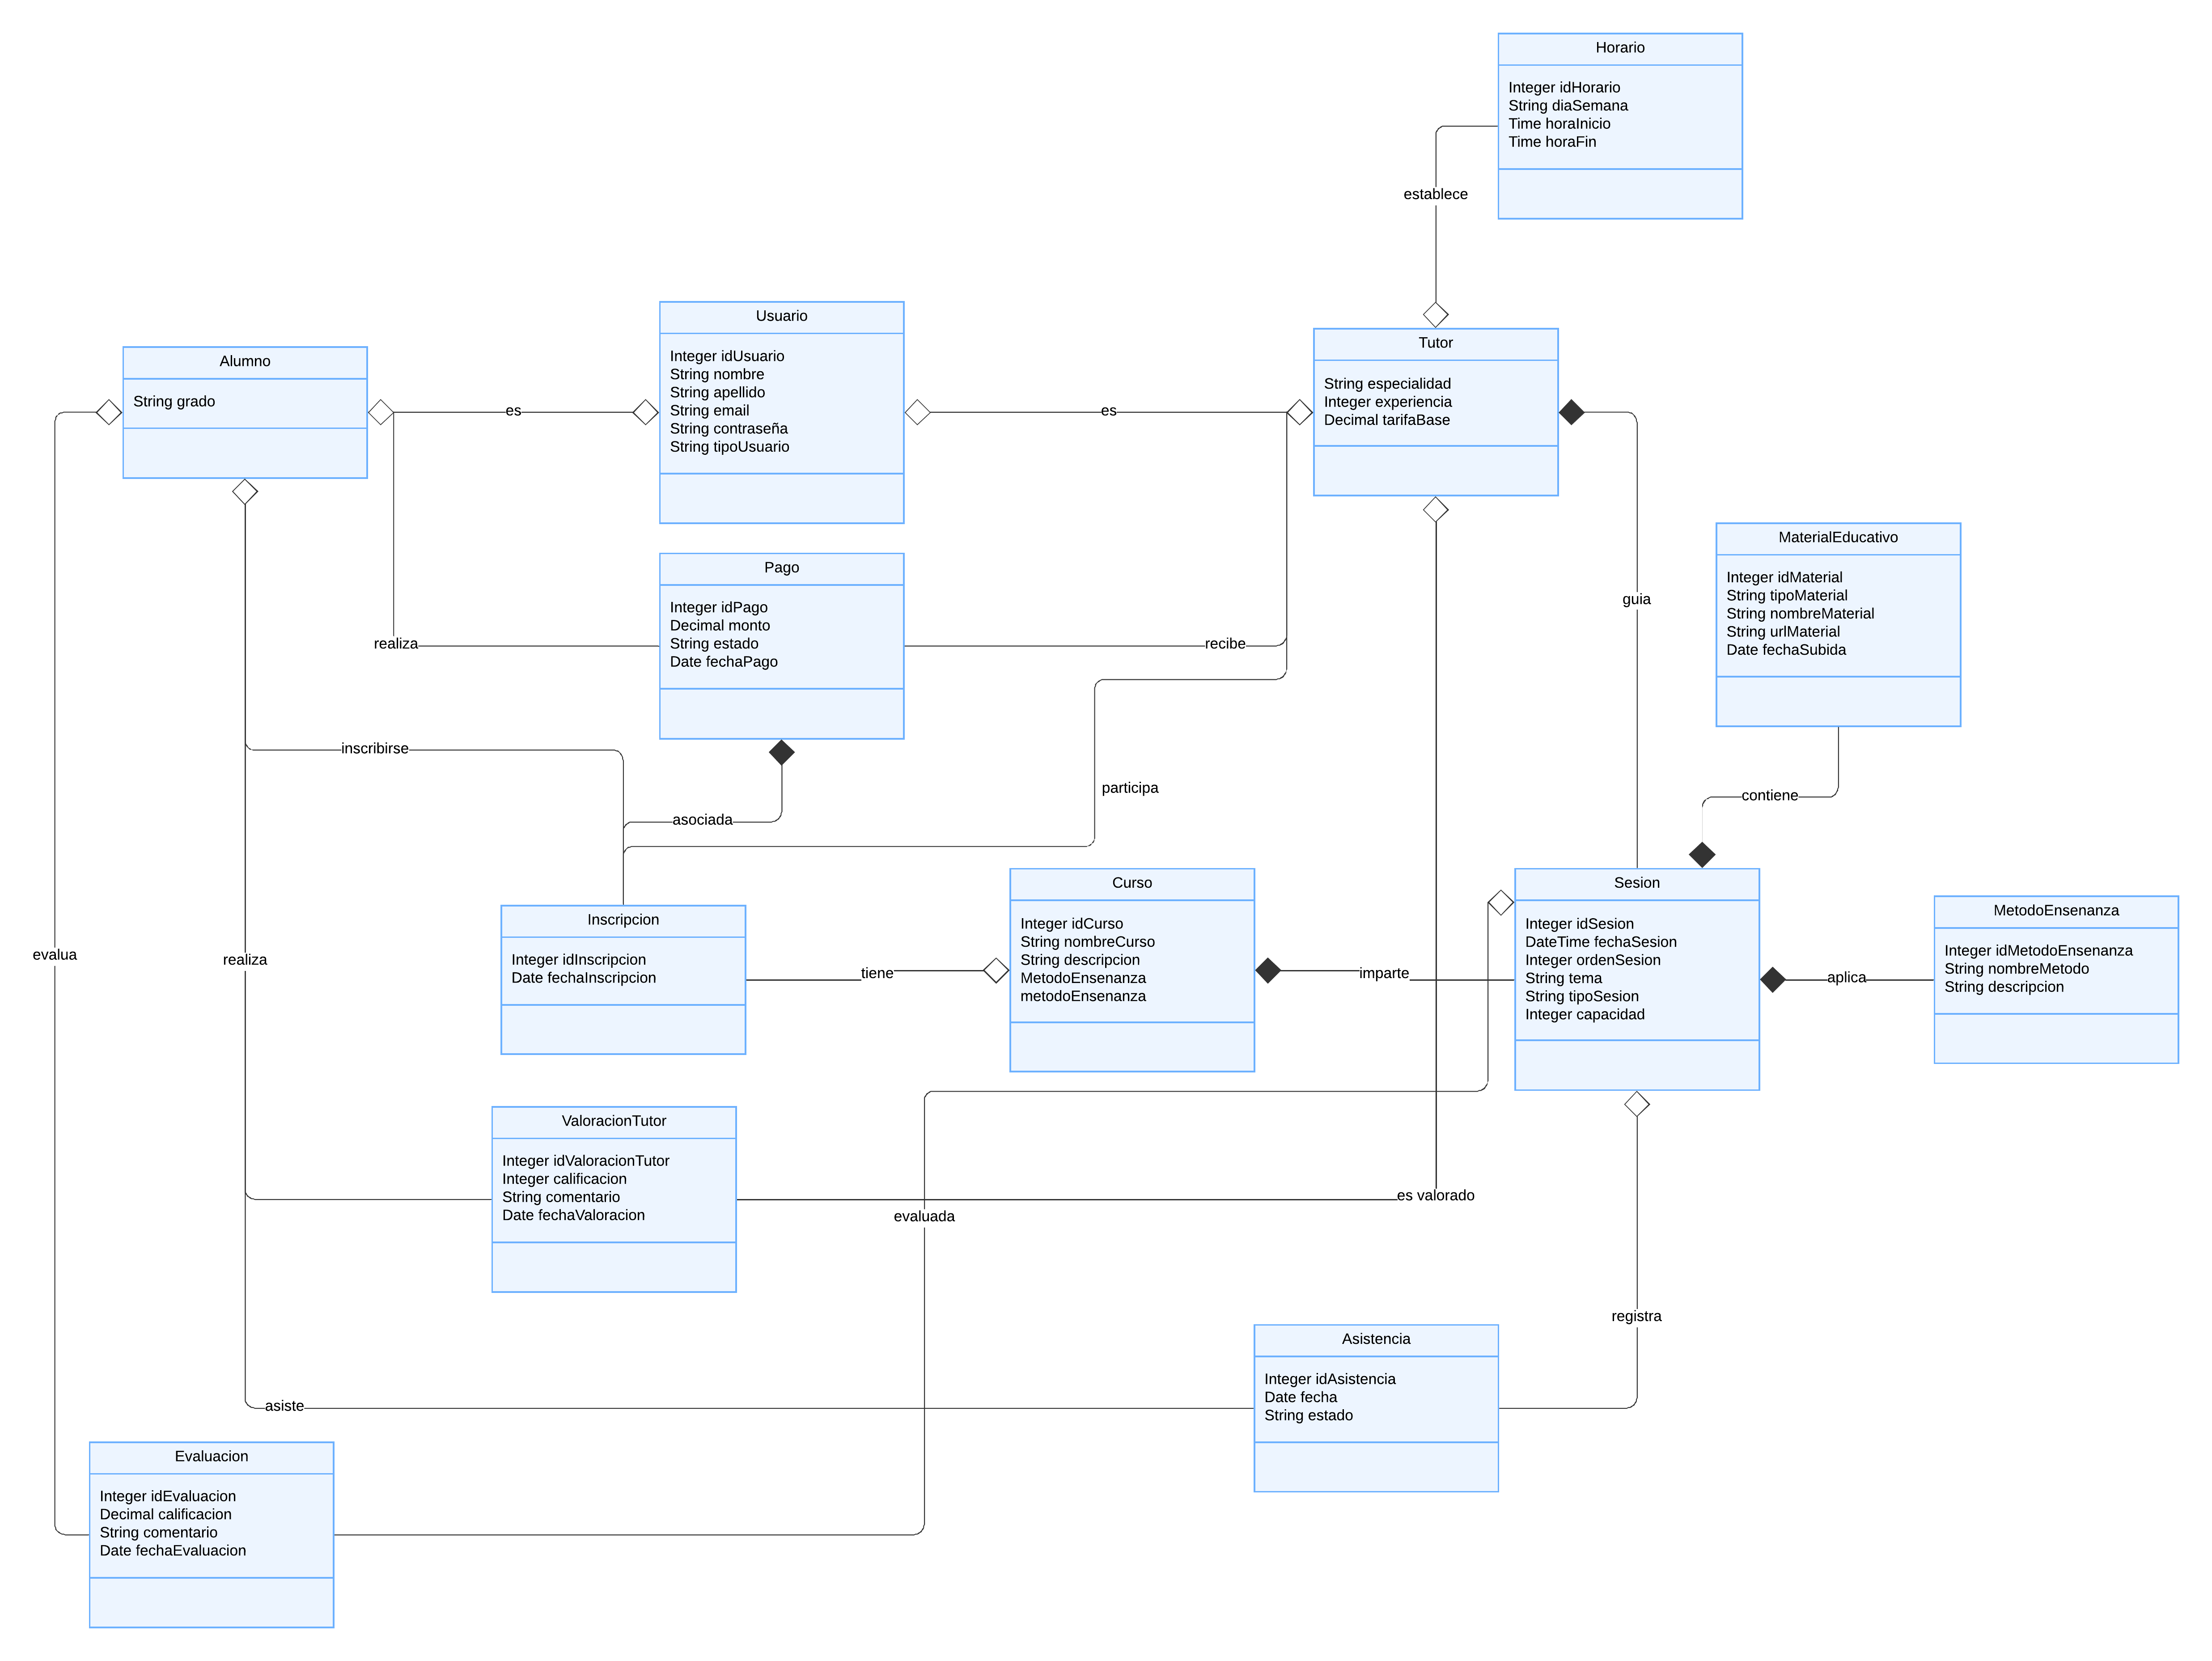 Horario
Integer idHorario
String diaSemana
Time horaInicio
Time horaFin
establece
Usuario
Integer idUsuario
String nombre
String apellido
String email
String contraseña
String tipoUsuario
Tutor
String especialidad
Integer experiencia
Decimal tarifaBase
Alumno
String grado
es
es
Pago
Integer idPago
Decimal monto
String estado
Date fechaPago
MaterialEducativo
Integer idMaterial
String tipoMaterial
String nombreMaterial
String urlMaterial
Date fechaSubida
guia
realiza
recibe
inscribirse
participa
contiene
asociada
Curso
Integer idCurso
String nombreCurso
String descripcion
MetodoEnsenanza
metodoEnsenanza
Sesion
Integer idSesion
DateTime fechaSesion
Integer ordenSesion
String tema
String tipoSesion
Integer capacidad
MetodoEnsenanza
Integer idMetodoEnsenanza
String nombreMetodo
String descripcion
Inscripcion
Integer idInscripcion
Date fechaInscripcion
evalua
realiza
tiene
imparte
aplica
ValoracionTutor
Integer idValoracionTutor
Integer calificacion
String comentario
Date fechaValoracion
es valorado
evaluada
registra
Asistencia
Integer idAsistencia
Date fecha
String estado
asiste
Evaluacion
Integer idEvaluacion
Decimal calificacion
String comentario
Date fechaEvaluacion